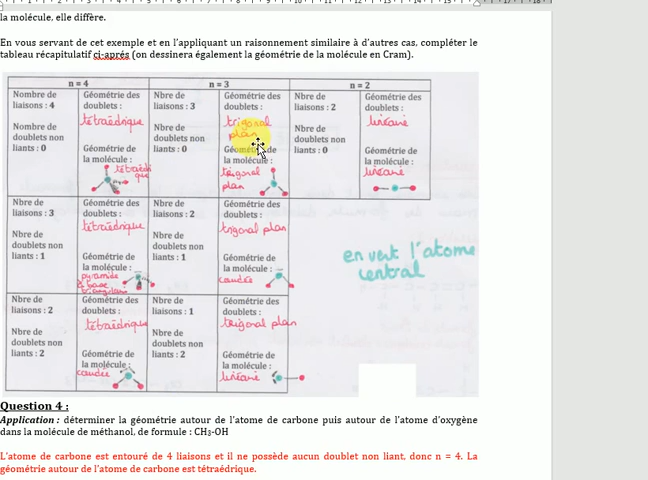 la molécule, elle diffère.
En vous servant de cet exemple et en l'appliquant un raisonnement similaire à d'autres cas, compléter le
tableau récapitulatif ci-après (on dessinera également la géométrie de la molécule en Cram).
n = 4
n = 3
n = 2
Nombre de
liaisons : 4
Nombre de
doublets non
liants : 0
Géométrie des
doublets :
tétraédrique
Géométrie de
la molécule :
tétraédri
que
Nbre de
liaisons : 3
Nbre de
doublets non
liants : 0
Géométrie des
doublets :
trigonal
plan
Géométrie de
la molécule :
trigonal
plan
Nbre de
liaisons : 2
Nbre de
doublets non
liants : 0
Géométrie des
doublets :
linéaire
Géométrie de
la molécule :
linéaire
Nbre de
liaisons : 3
Nbre de
doublets non
liants : 1
Géométrie des
doublets :
tétraédrique
Géométrie de
la molécule :
pyramide
à base
triangulaire
Nbre de
liaisons : 2
Nbre de
doublets non
liants : 1
Géométrie des
doublets :
trigonal plan
Géométrie de
la molécule :
coudée
en vert l'atome
central
Nbre de
liaisons : 2
Nbre de
doublets non
liants : 2
Géométrie des
doublets :
tétraédrique
Géométrie de
la molécule :
coudée
Nbre de
liaisons : 1
Nbre de
doublets non
liants : 2
Géométrie des
doublets :
trigonal plan
Géométrie de
la molécule :
linéaire
Question 4 :
Application : déterminer la géométrie autour de l'atome de carbone puis autour de l'atome d'oxygène
dans la molécule de méthanol, de formule : CH₃-OH
L'atome de carbone est entouré de 4 liaisons et il ne possède aucun doublet non liant, donc n = 4. La
géométrie autour de l'atome de carbone est tétraédrique.